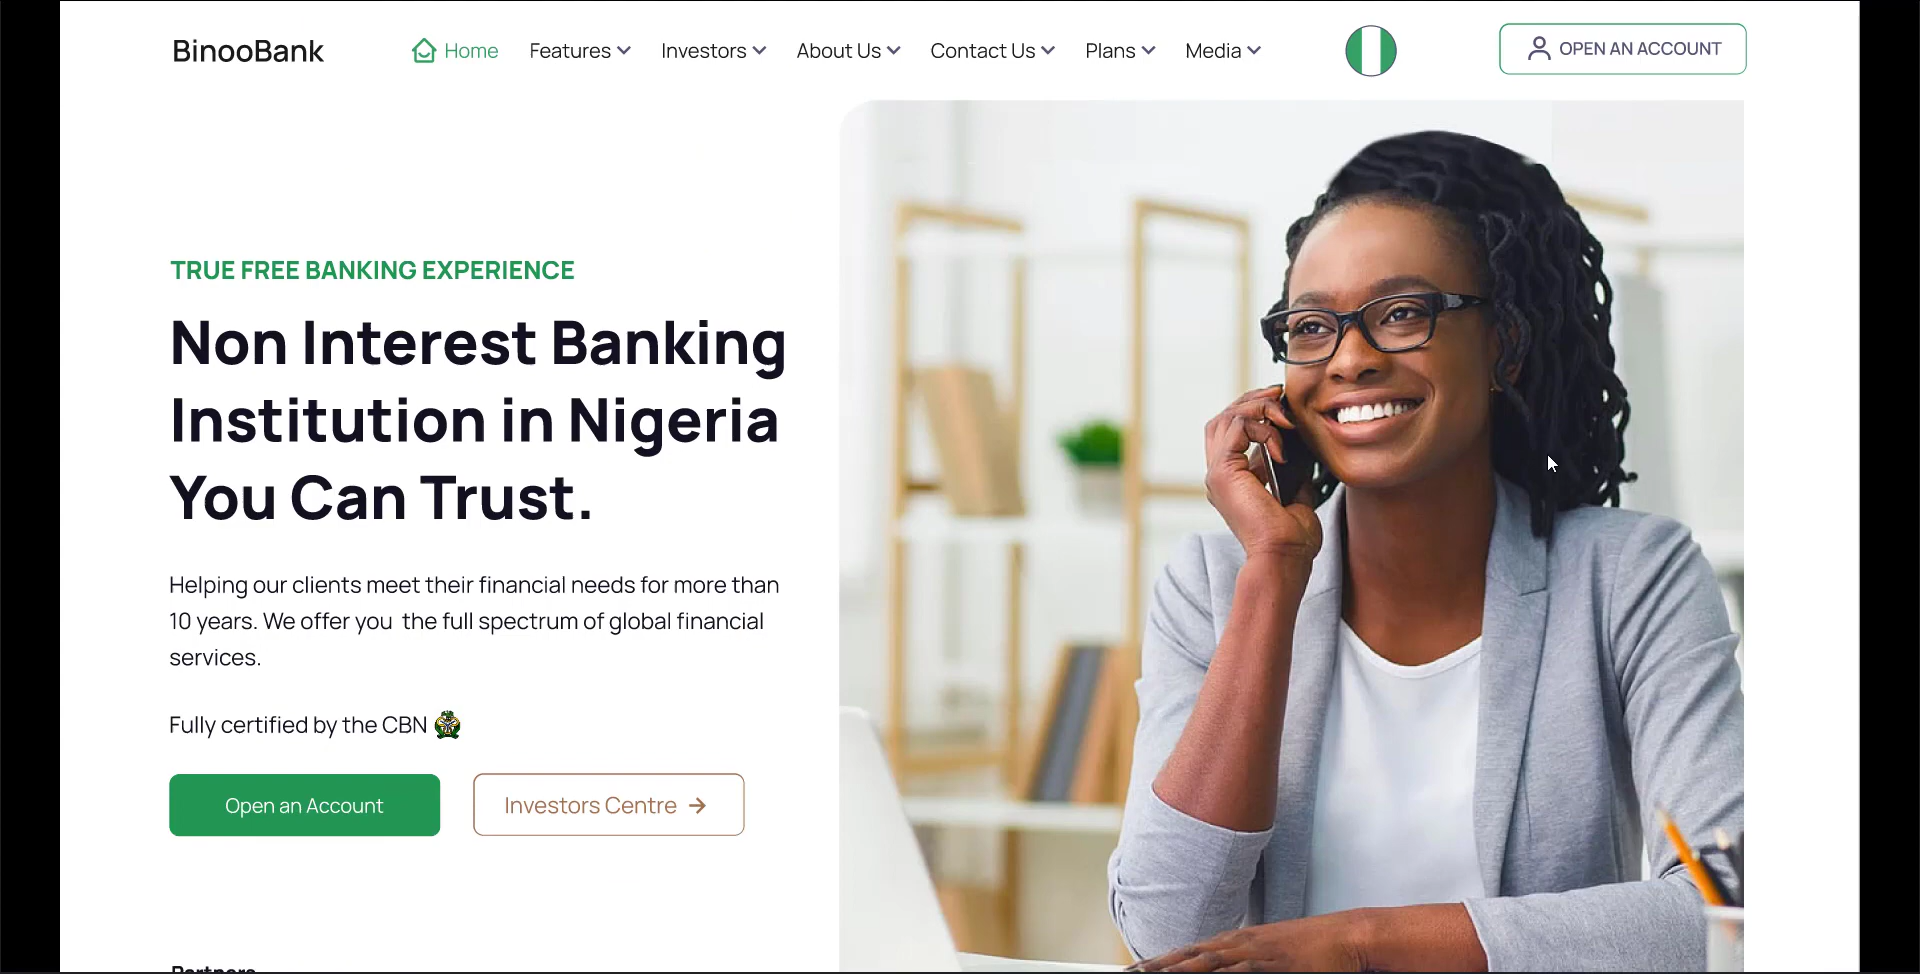 BinooBank
Home
Features
Investors
About Us
Contact Us
Plans
Media
OPEN AN ACCOUNT
TRUE FREE BANKING EXPERIENCE
Non Interest Banking
Institution in Nigeria
You Can Trust.
Helping our clients meet their financial needs for more than
10 years. We offer you  the full spectrum of global financial
services.
Fully certified by the CBN
Open an Account
Investors Centre
Partners